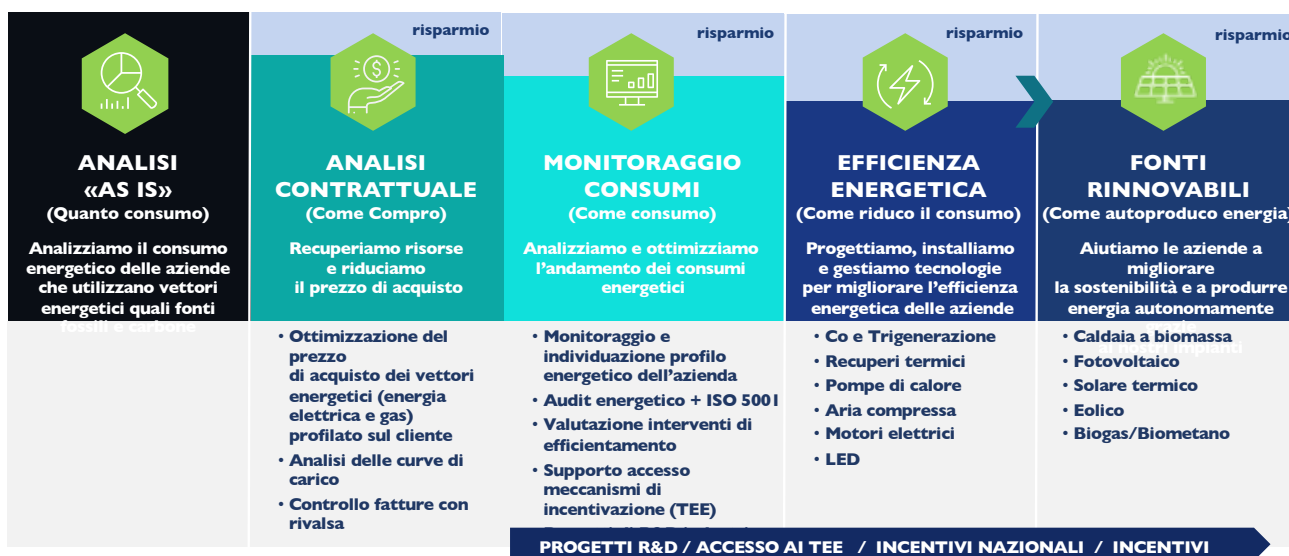 risparmio
risparmio
risparmio
risparmio
ANALISI
«AS IS»
(Quanto consumo)
Analizziamo il consumo
energetico delle aziende
che utilizzano vettori
energetici quali fonti
fossili e carbone
ANALISI
CONTRATTUALE
(Come Compro)
Recuperiamo risorse
e riduciamo
il prezzo di acquisto
• Ottimizzazione del
prezzo
di acquisto dei vettori
energetici (energia
elettrica e gas)
profilato sul cliente
• Analisi delle curve di
carico
• Controllo fatture con
rivalsa
MONITORAGGIO
CONSUMI
(Come consumo)
Analizziamo e ottimizziamo
l’andamento dei consumi
energetici
• Monitoraggio e
individuazione profilo
energetico dell’azienda
• Audit energetico + ISO 5001
• Valutazione interventi di
efficientamento
• Supporto accesso
meccanismi di
incentivazione (TEE)
EFFICIENZA
ENERGETICA
(Come riduco il consumo)
Progettiamo, installiamo
e gestiamo tecnologie
per migliorare l’efficienza
energetica delle aziende
• Co e Trigenerazione
• Recuperi termici
• Pompe di calore
• Aria compressa
• Motori elettrici
• LED
FONTI
RINNOVABILI
(Come autoproduco energia)
Aiutiamo le aziende a
migliorare
la sostenibilità e a produrre
energia autonomamente
ai nostri impianti
• Caldaia a biomassa
• Fotovoltaico
• Solare termico
• Eolico
• Biogas/Biometano
PROGETTI R&D / ACCESSO AI TEE / INCENTIVI NAZIONALI / INCENTIVI